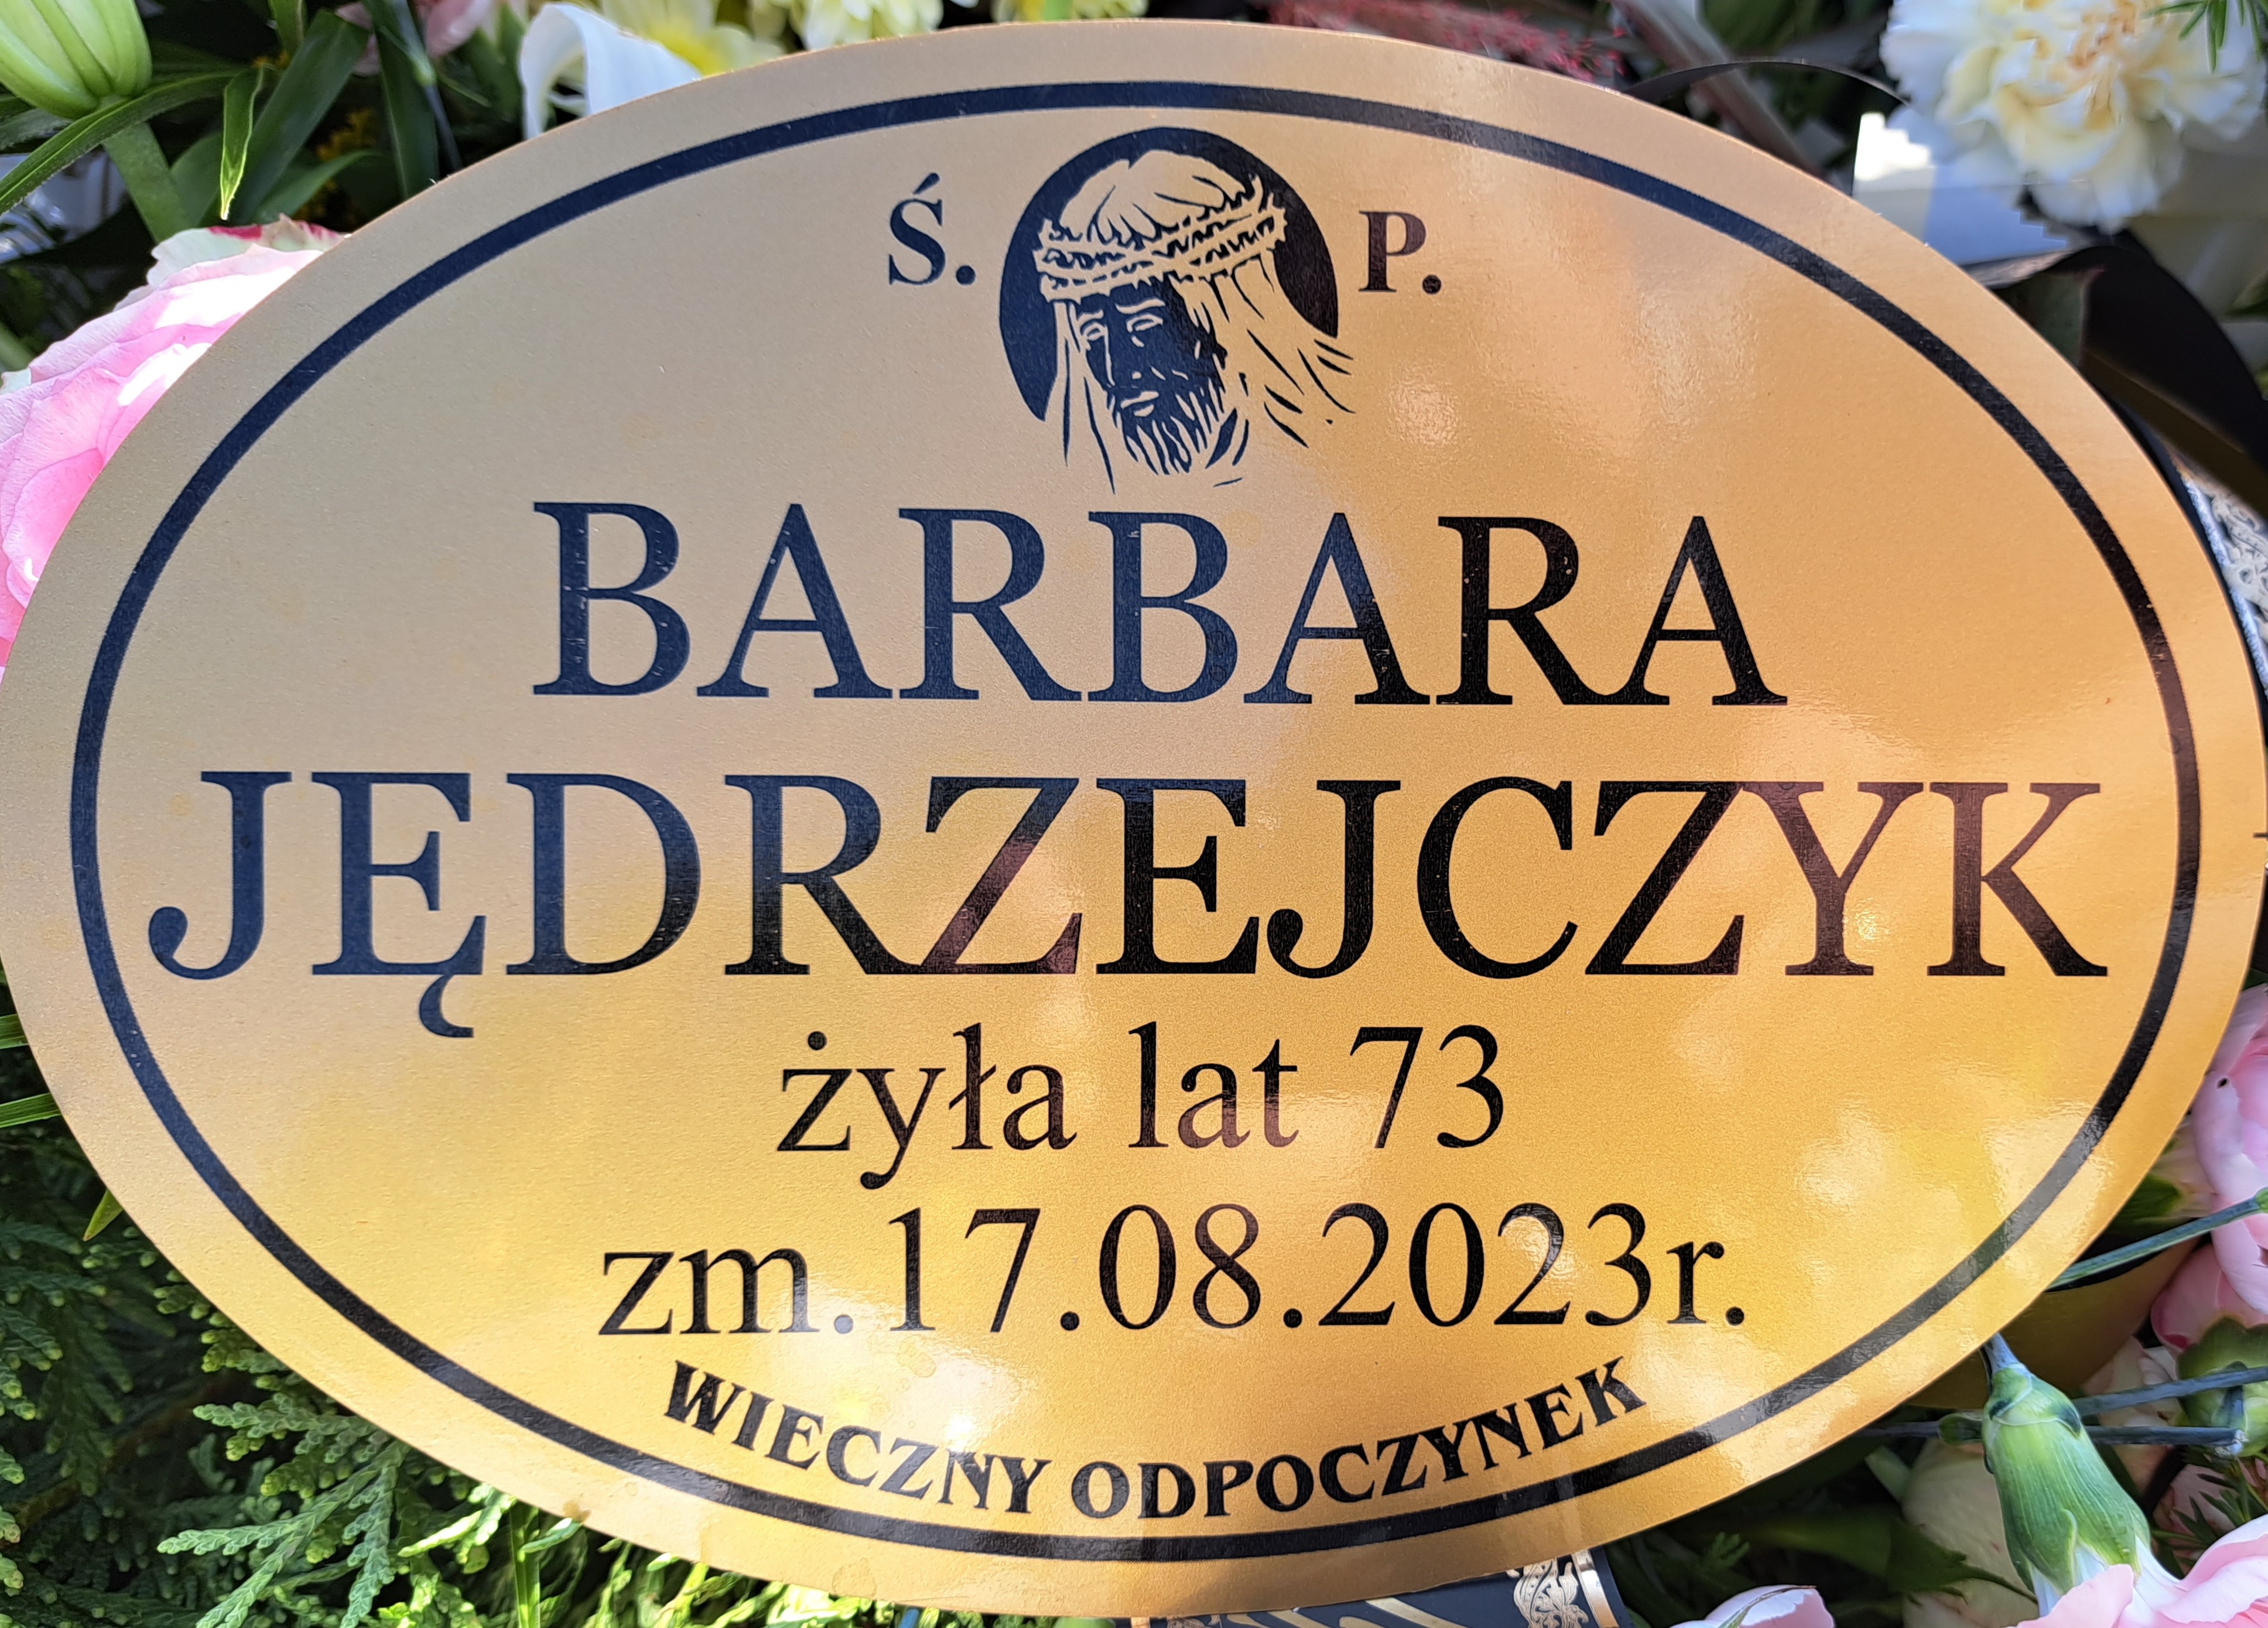 Ś. P.
BARBARA
JĘDRZEJCZYK
żyła lat 73
zm.17.08.2023r.
WIECZNY ODPOCZYNEK